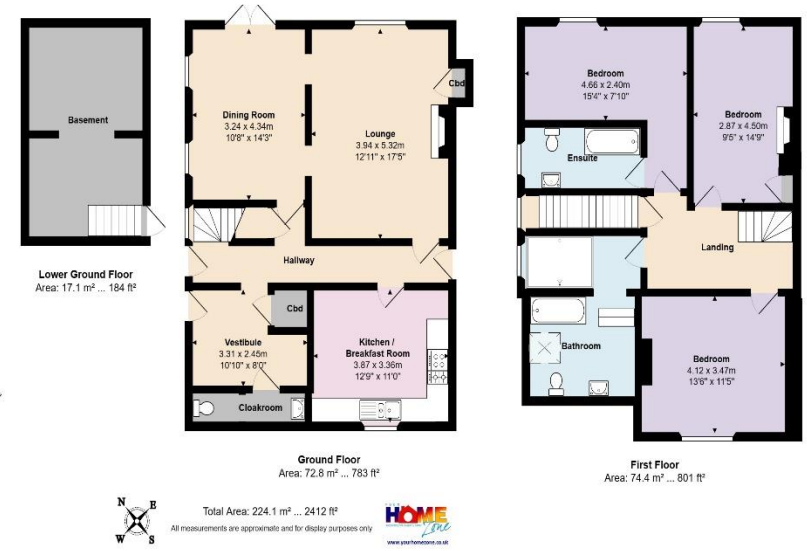 Basement
Lower Ground Floor
Area: 17.1 m² ... 184 ft²
Dining Room
3.24 x 4.34m
10'8" x 14'3"
Lounge
3.94 x 5.32m
12'11" x 17'5"
Cbd
Hallway
Vestibule
3.31 x 2.45m
10'10" x 8'0"
Cbd
Kitchen /
Breakfast Room
3.87 x 3.36m
12'9" x 11'0"
Cloakroom
Ground Floor
Area: 72.8 m² ... 783 ft²
Bedroom
4.66 x 2.40m
15'4" x 7'10"
Bedroom
2.87 x 4.50m
9'5" x 14'9"
Ensuite
Landing
Bathroom
Bedroom
4.12 x 3.47m
13'6" x 11'5"
First Floor
Area: 74.4 m² ... 801 ft²
N
E
W
S
Total Area: 224.1 m² ... 2412 ft²
All measurements are approximate and for display purposes only
YOUR
HOME
Zone
www.yourhomezone.co.uk